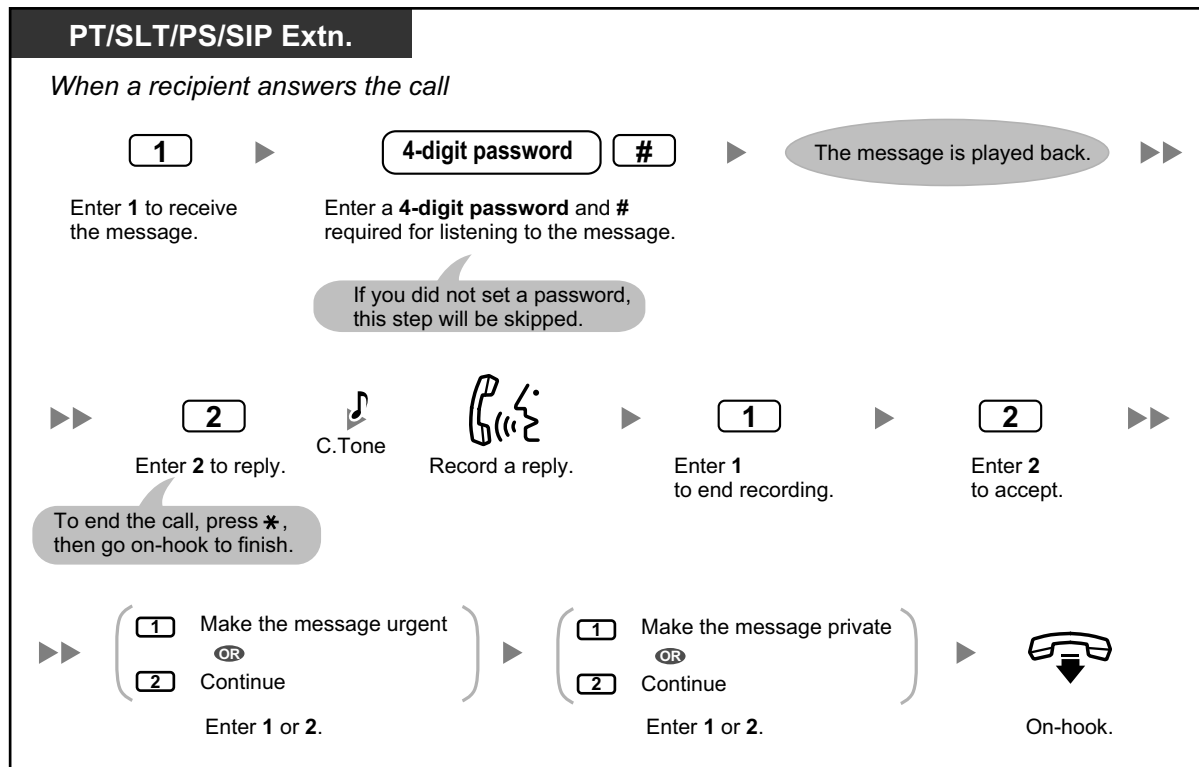 PT/SLT/PS/SIP Extn.
When a recipient answers the call
1
4-digit password
#
The message is played back.
Enter 1 to receive
the message.
Enter a 4-digit password and #
required for listening to the message.
If you did not set a password,
this step will be skipped.
2
C.Tone
1
2
Enter 2 to reply.
Record a reply.
Enter 1
to end recording.
Enter 2
to accept.
To end the call, press *,
then go on-hook to finish.
1 Make the message urgent
OR
2 Continue
Enter 1 or 2.
1 Make the message private
OR
2 Continue
Enter 1 or 2.
On-hook.